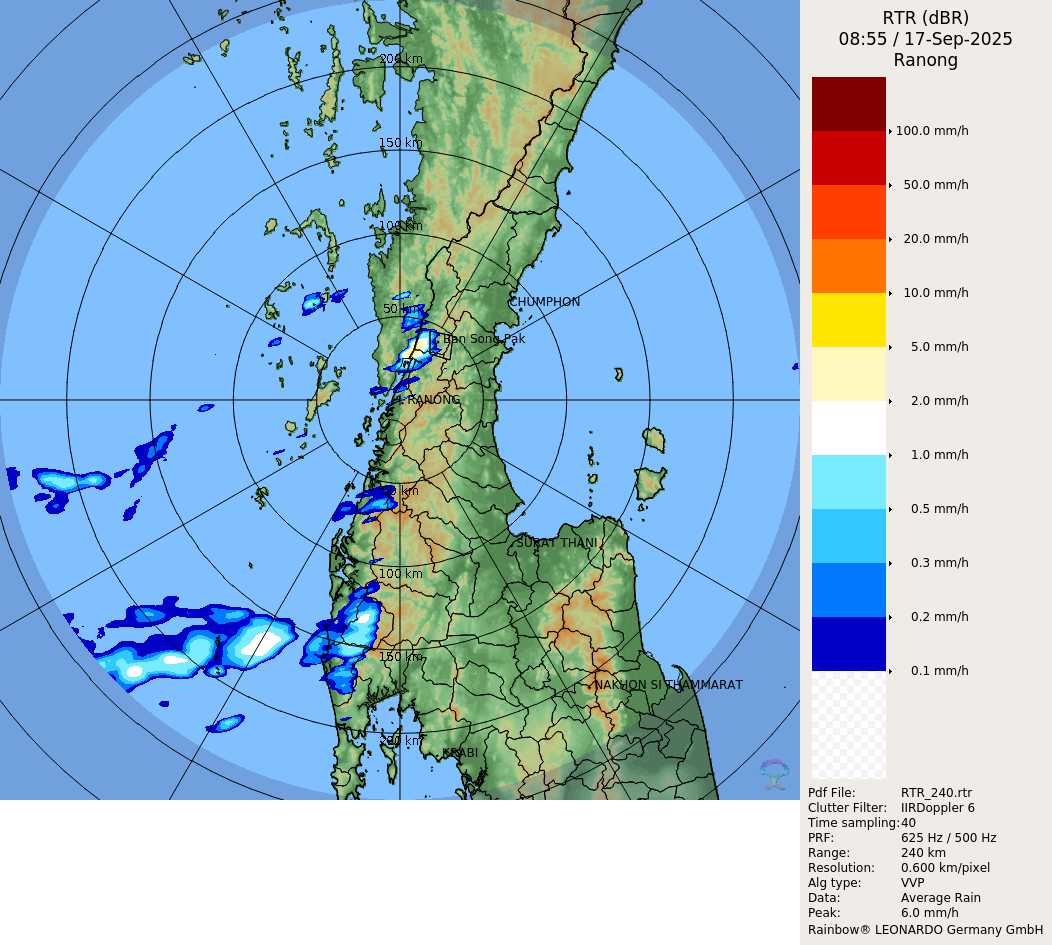 RTR (dBR)
08:55 / 17-Sep-2025
Ranong
100.0 mm/h
50.0 mm/h
20.0 mm/h
10.0 mm/h
5.0 mm/h
2.0 mm/h
1.0 mm/h
0.5 mm/h
0.3 mm/h
0.2 mm/h
0.1 mm/h
200 km
150 km
100 km
CHUMPHON
50 km
Ban Song Pak
RANONG
SURAT THANI
100 km
150 km
NAKHON SI THAMMARAT
200 km
KRABI
Pdf File: RTR_240.rtr
Clutter Filter: IIRDoppler 6
Time sampling: 40
PRF: 625 Hz / 500 Hz
Range: 240 km
Resolution: 0.600 km/pixel
Alg type: VVP
Data: Average Rain
Peak: 6.0 mm/h
Rainbow® LEONARDO Germany GmbH